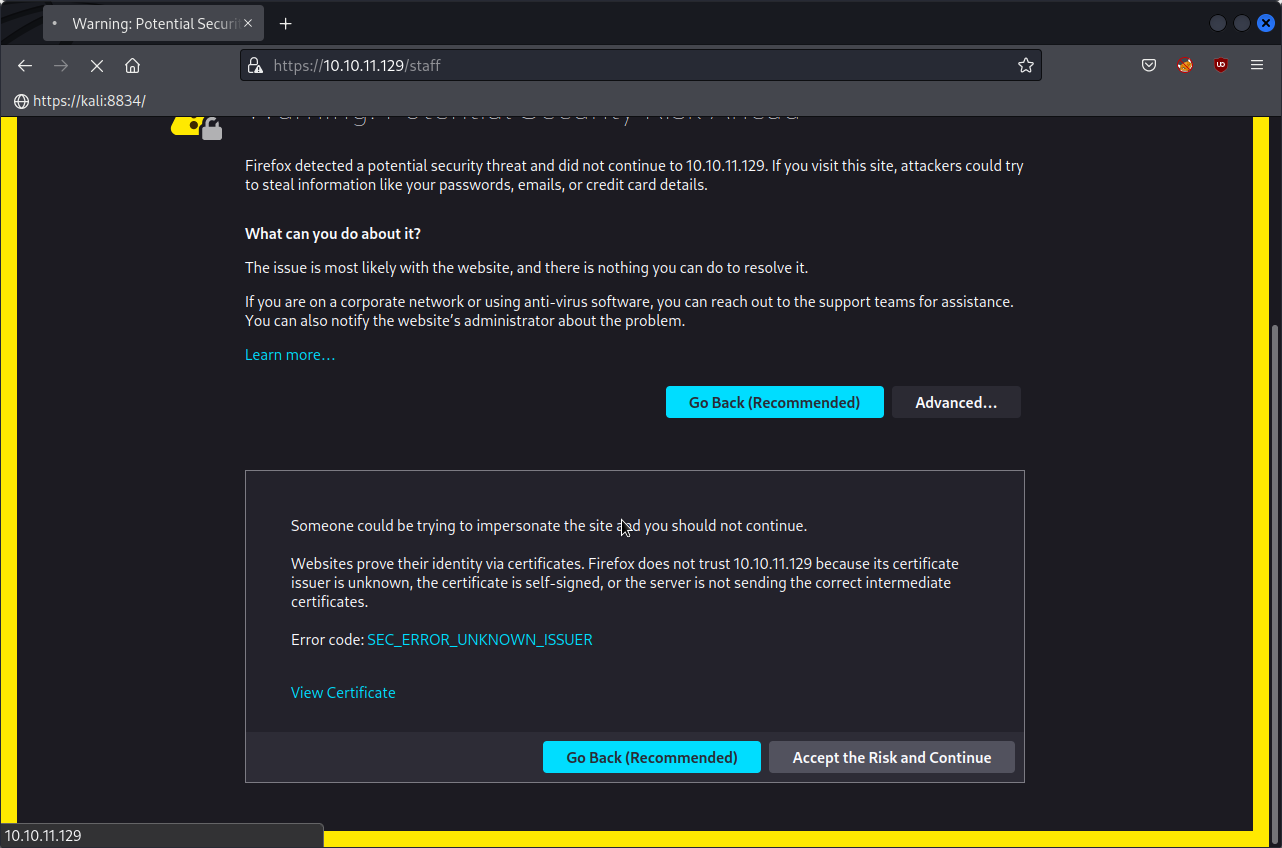 Warning: Potential Securi
https://10.10.11.129/staff
https://kali:8834/
Warning: Potential Security Risk Ahead
Firefox detected a potential security threat and did not continue to 10.10.11.129. If you visit this site, attackers could try
to steal information like your passwords, emails, or credit card details.
What can you do about it?
The issue is most likely with the website, and there is nothing you can do to resolve it.
If you are on a corporate network or using anti-virus software, you can reach out to the support teams for assistance.
You can also notify the website’s administrator about the problem.
Learn more…
Go Back (Recommended)
Advanced…
Someone could be trying to impersonate the site and you should not continue.
Websites prove their identity via certificates. Firefox does not trust 10.10.11.129 because its certificate
issuer is unknown, the certificate is self-signed, or the server is not sending the correct intermediate
certificates.
Error code: SEC_ERROR_UNKNOWN_ISSUER
View Certificate
Go Back (Recommended)
Accept the Risk and Continue
10.10.11.129